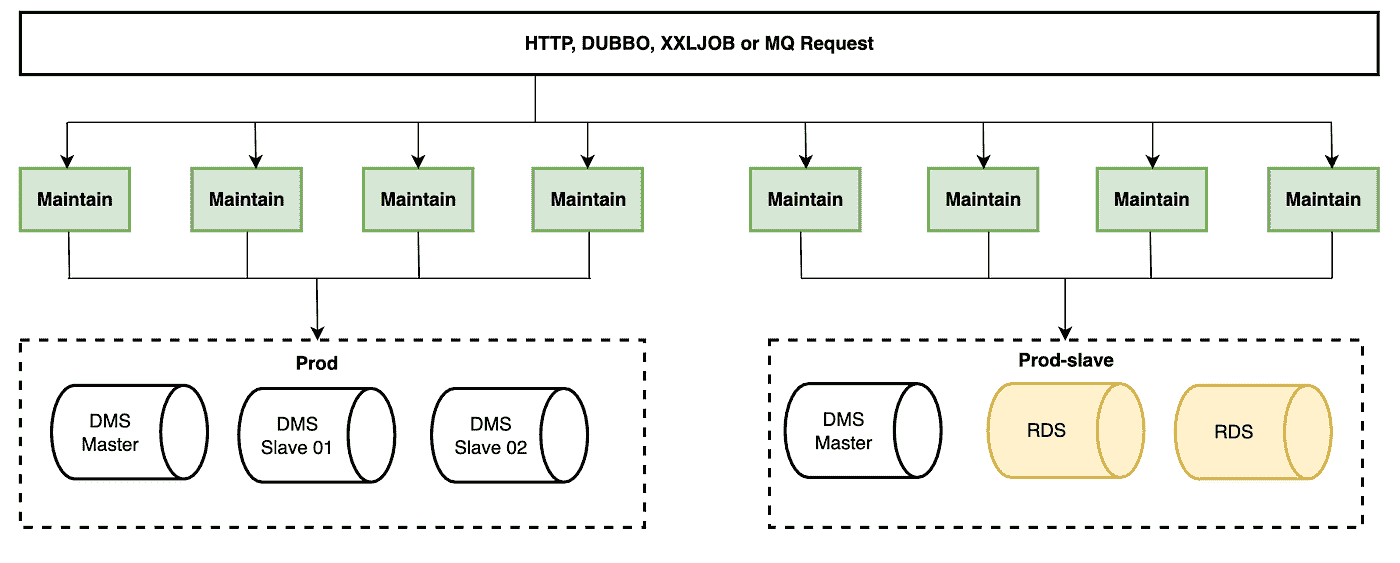 HTTP, DUBBO, XXLJOB or MQ Request
Maintain
Maintain
Maintain
Maintain
Maintain
Maintain
Maintain
Maintain
Prod
DMS
Master
DMS
Slave 01
DMS
Slave 02
Prod-slave
DMS
Master
RDS
RDS